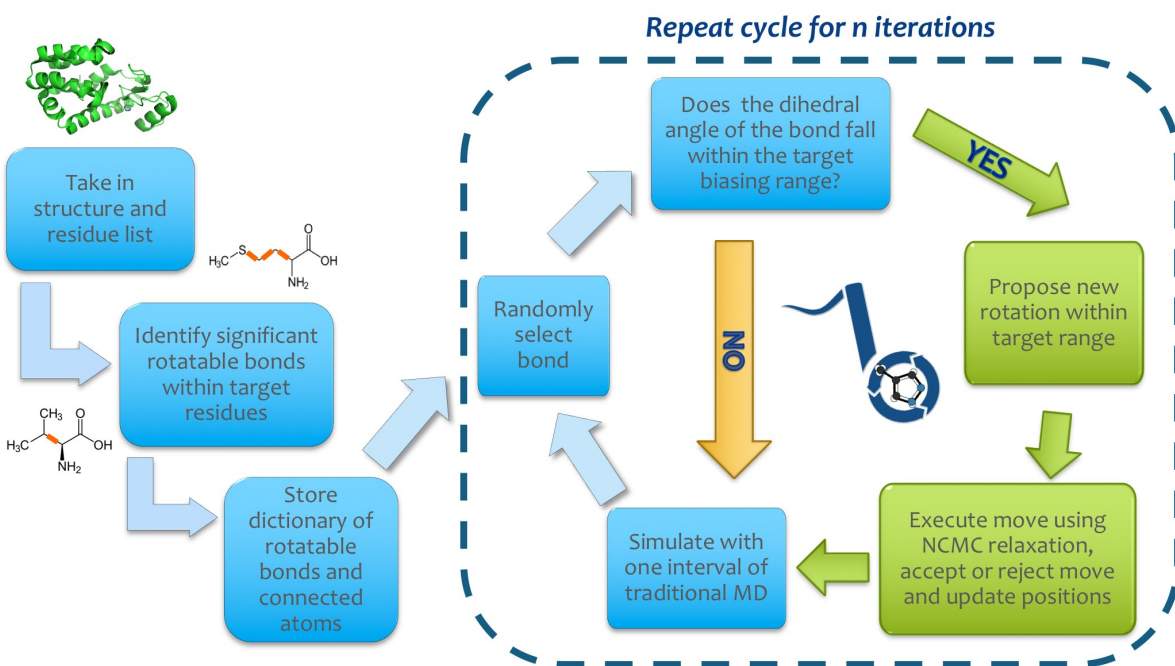 Repeat cycle for n iterations
Take in
structure and
residue list
S
H₃C
O
OH
NH₂
Identify significant
rotatable bonds
within target
residues
CH₃
O
H₃C
OH
NH₂
Store
dictionary of
rotatable
bonds and
connected
atoms
Randomly
select
bond
Does the dihedral
angle of the bond fall
within the target
biasing range?
YES
NO
Propose new
rotation within
target range
Execute move using
NCMC relaxation,
accept or reject move
and update positions
Simulate with
one interval of
traditional MD